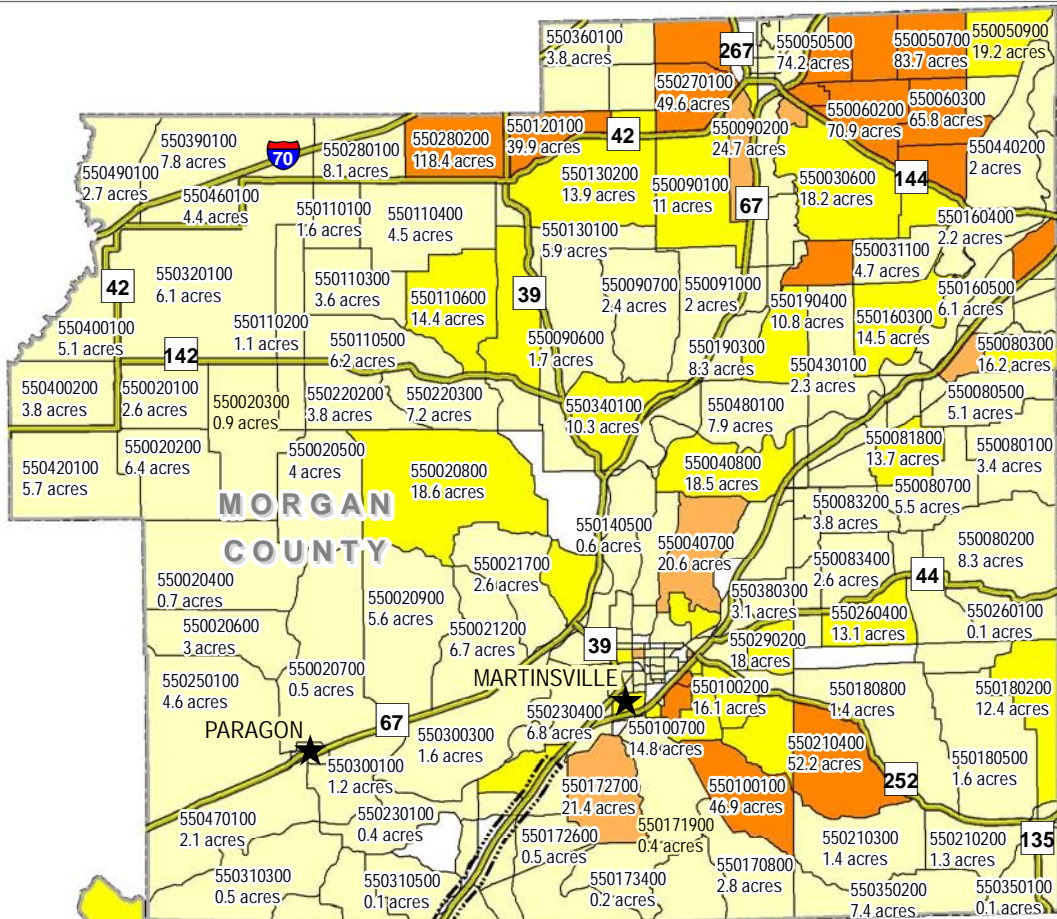 550360100
3.8 acres
267
550050500
74.2 acres
550050700
83.7 acres
550050900
19.2 acres
550270100
49.6 acres
550060200
70.9 acres
550060300
65.8 acres
550390100
7.8 acres
70
550280100
8.1 acres
550280200
118.4 acres
550120100
39.9 acres
42
550090200
24.7 acres
550440200
2 acres
550490100
2.7 acres
550460100
4.4 acres
550130200
13.9 acres
550090100
11 acres
67
550030600
18.2 acres
144
550110100
1.6 acres
550110400
4.5 acres
550130100
5.9 acres
550160400
2.2 acres
550031100
4.7 acres
42
550320100
6.1 acres
550110300
3.6 acres
550110600
14.4 acres
39
550090700
2.4 acres
550091000
2 acres
550190400
10.8 acres
550160300
14.5 acres
550160500
6.1 acres
550400100
5.1 acres
142
550110200
1.1 acres
550110500
6.2 acres
550090600
1.7 acres
550190300
8.3 acres
550430100
2.3 acres
550080300
16.2 acres
550400200
3.8 acres
550020100
2.6 acres
550020300
0.9 acres
550220200
3.8 acres
550220300
7.2 acres
550340100
10.3 acres
550480100
7.9 acres
550080500
5.1 acres
550420100
5.7 acres
550020200
6.4 acres
550020500
4 acres
550020800
18.6 acres
550040800
18.5 acres
550081800
13.7 acres
550080100
3.4 acres
550080700
5.5 acres
MORGAN
COUNTY
550140500
0.6 acres
550040700
20.6 acres
550083200
3.8 acres
550080200
8.3 acres
550083400
2.6 acres
44
550020400
0.7 acres
550021700
2.6 acres
550020900
5.6 acres
550380300
3.1 acres
550260400
13.1 acres
550260100
0.1 acres
550020600
3 acres
550021200
6.7 acres
39
550290200
18 acres
550250100
4.6 acres
550020700
0.5 acres
MARTINSVILLE
550100200
16.1 acres
550180800
1.4 acres
550180200
12.4 acres
PARAGON
67
550300300
1.6 acres
550230400
6.8 acres
550100700
14.8 acres
550210400
52.2 acres
550300100
1.2 acres
550172700
21.4 acres
550100100
46.9 acres
252
550180500
1.6 acres
550470100
2.1 acres
550230100
0.4 acres
550172600
0.5 acres
550171900
0.4 acres
550210300
1.4 acres
550210200
1.3 acres
135
550310300
0.5 acres
550310500
0.1 acres
550173400
0.2 acres
550170800
2.8 acres
550350200
7.4 acres
550350100
0.1 acres